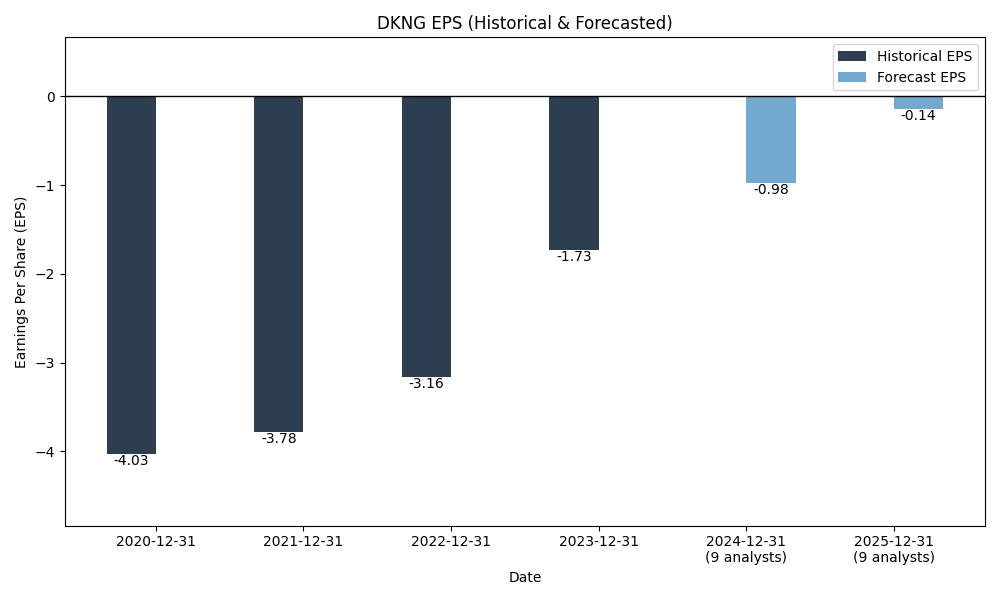 DKNG EPS (Historical & Forecasted)
Historical EPS
Forecast EPS
Earnings Per Share (EPS)
0
−1
−2
−3
−4
-4.03
-3.78
-3.16
-1.73
-0.98
-0.14
2020-12-31
2021-12-31
2022-12-31
2023-12-31
2024-12-31
(9 analysts)
2025-12-31
(9 analysts)
Date